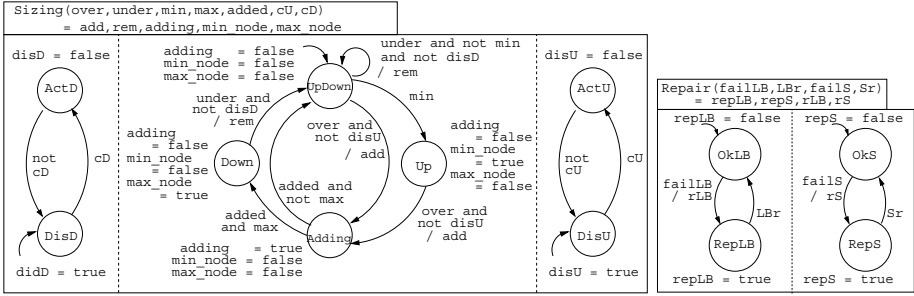 Sizing(over,under,min,max,added,cU,cD)
= add,rem,adding,min_node,max_node
disD = false
ActD
not
cD
cD
DisD
didD = true
adding = false
min_node = false
max_node = false
UpDown
under and not min
and not disD
/ rem
under and
not disD
/ rem
min
over and
not disU
/ add
adding
= false
min_node
= false
max_node
= true
Down
Up
adding
= false
min_node
= true
max_node
= false
added and
not max
added
and max
Adding
over and
not disU
/ add
adding = true
min_node = false
max_node = false
disU = false
ActU
not
cU
cU
DisU
disU = true
Repair(failLB,LBr,failS,Sr)
= repLB,repS,rLB,rS
repLB = false
OkLB
failLB
/ rLB
LBr
RepLB
repLB = true
repS = false
OkS
failS
/ rS
Sr
RepS
repS = true